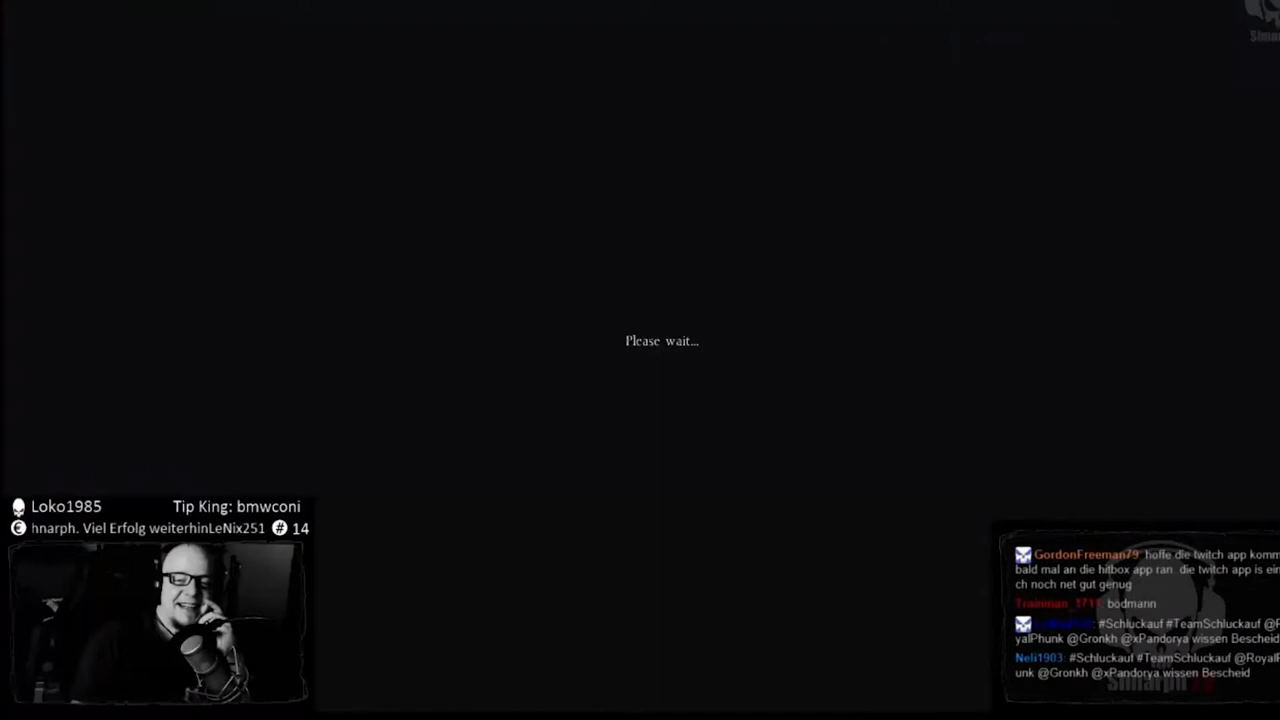 Please wait...
Loko1985 Tip King: bmwconi
hnarph. Viel Erfolg weiterhinLeNix251 # 14
GordonFreeman79: hoffe die twitch app komm
bald mal an die hitbox app ran die twitch app is ein
ch noch net gut genug
bodmann
#Schluckauf #TeamSchluckauf @R
yalPhunk @Gronkh @xPandorya wissen Bescheid
Neli1903: #Schluckauf #TeamSchluckauf @RoyalP
unk @Gronkh @xPandorya wissen Bescheid